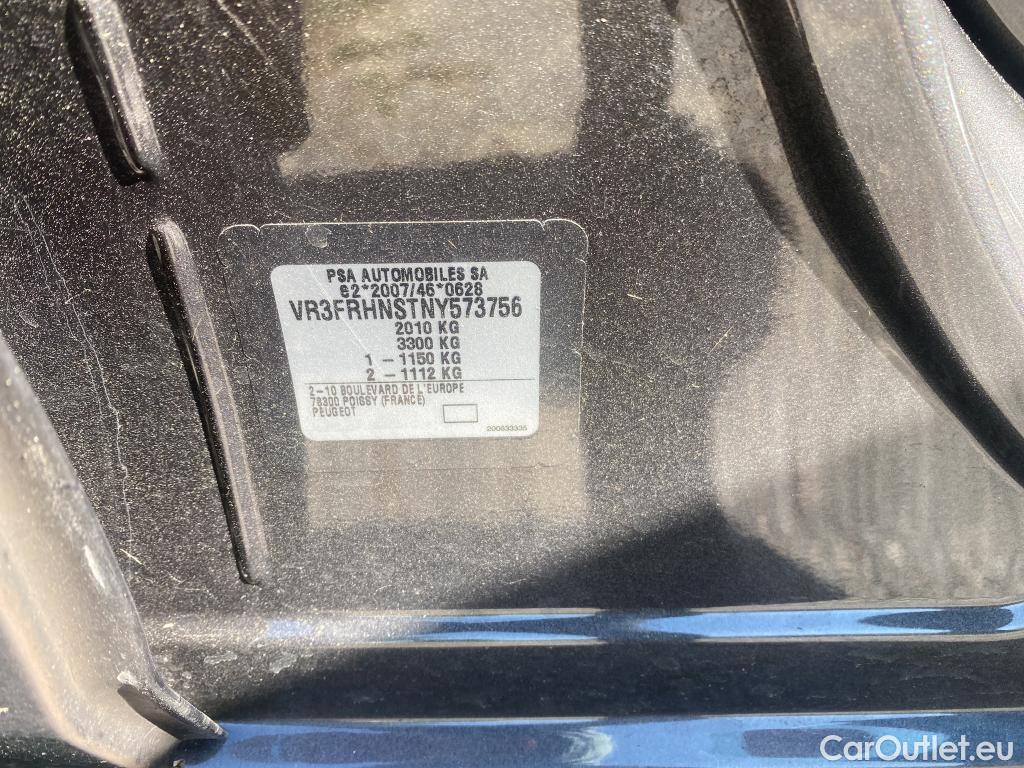 PSA AUTOMOBILES SA
e2*2007/46*0628
VR3FRHNSTNY573756
2010 KG
3300 KG
1 - 1150 KG
2 - 1112 KG
2-10 BOULEVARD DE L'EUROPE
78300 POISSY (FRANCE)
PEUGEOT
200633335
CarOutlet.eu